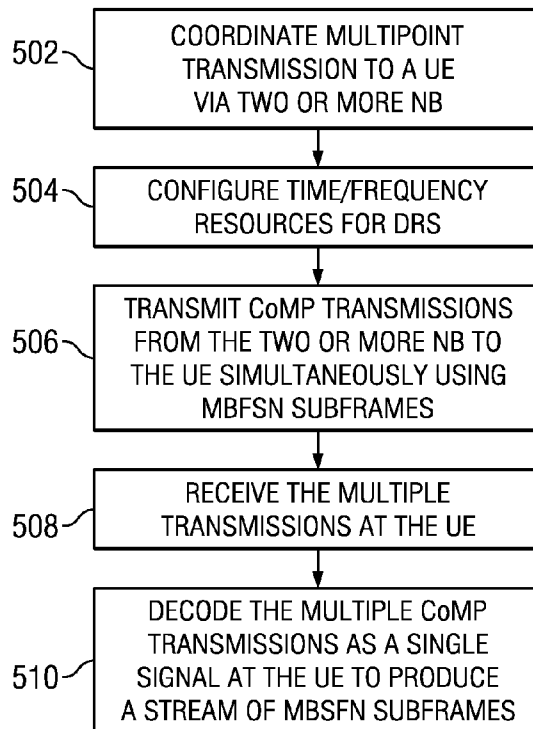 502
COORDINATE MULTIPOINT
TRANSMISSION TO A UE
VIA TWO OR MORE NB
504
CONFIGURE TIME/FREQUENCY
RESOURCES FOR DRS
506
TRANSMIT CoMP TRANSMISSIONS
FROM THE TWO OR MORE NB TO
THE UE SIMULTANEOUSLY USING
MBFSN SUBFRAMES
508
RECEIVE THE MULTIPLE
TRANSMISSIONS AT THE UE
510
DECODE THE MULTIPLE CoMP
TRANSMISSIONS AS A SINGLE
SIGNAL AT THE UE TO PRODUCE
A STREAM OF MBSFN SUBFRAMES